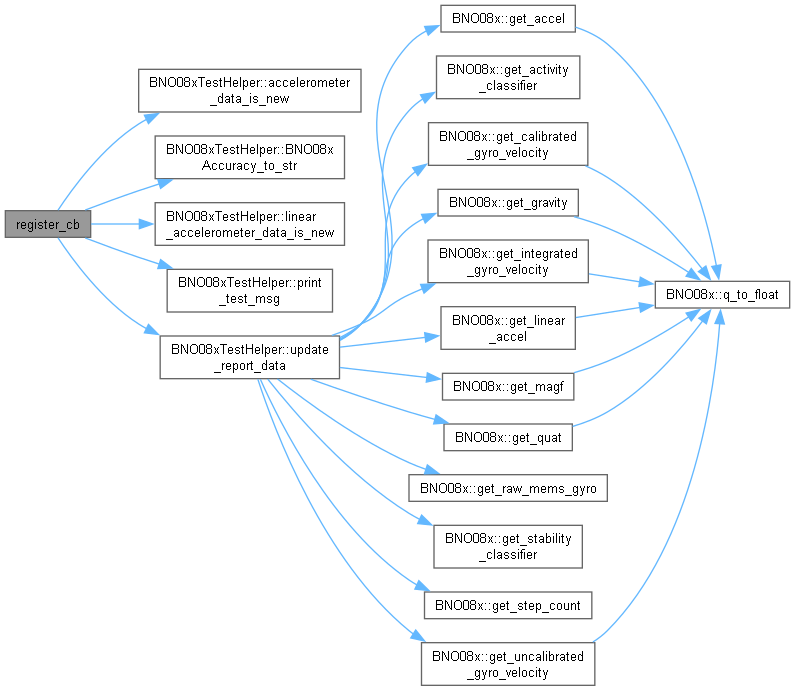 register_cb
BNO08xTestHelper::accelerometer
_data_is_new
BNO08xTestHelper::BNO08x
Accuracy_to_str
BNO08xTestHelper::linear
_accelerometer_data_is_new
BNO08xTestHelper::print
_test_msg
BNO08xTestHelper::update
_report_data
BNO08x::get_accel
BNO08x::get_activity
_classifier
BNO08x::get_calibrated
_gyro_velocity
BNO08x::get_gravity
BNO08x::get_integrated
_gyro_velocity
BNO08x::get_linear
_accel
BNO08x::get_magf
BNO08x::get_quat
BNO08x::get_raw_mems_gyro
BNO08x::get_stability
_classifier
BNO08x::get_step_count
BNO08x::get_uncalibrated
_gyro_velocity
BNO08x::q_to_float